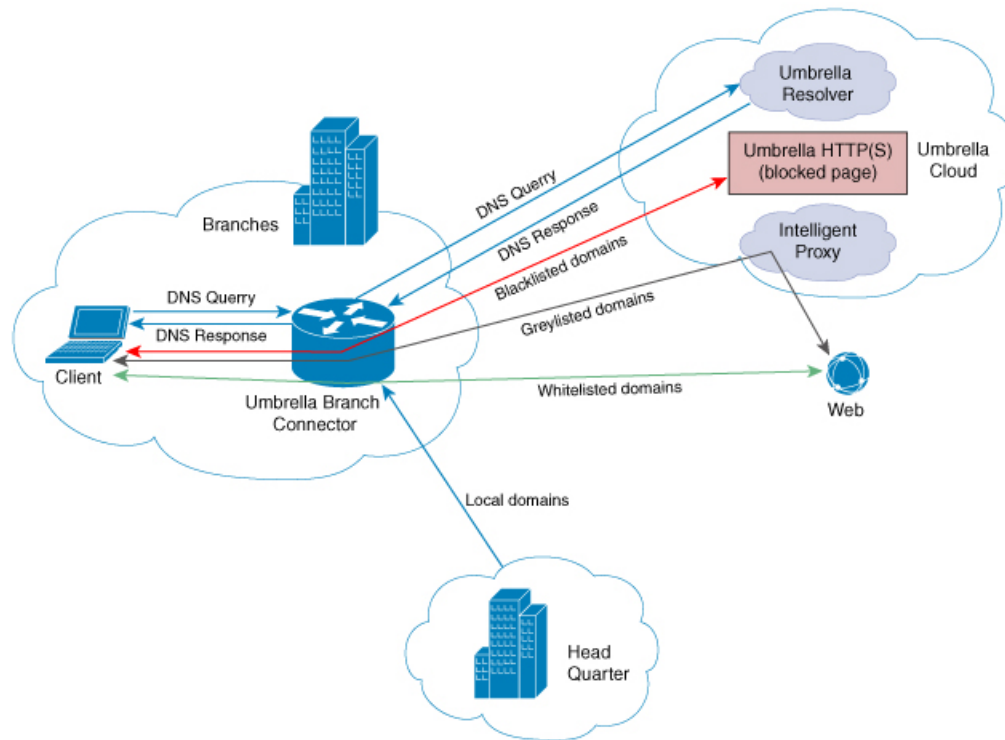 Umbrella
Resolver
Umbrella HTTP(S)
(blocked page)
Umbrella
Cloud
Intelligent
Proxy
Branches
DNS Querry
DNS Response
Blacklisted domains
Greylisted domains
DNS Querry
DNS Response
Client
Umbrella Branch
Connector
Whitelisted domains
Web
Local domains
Head
Quarter